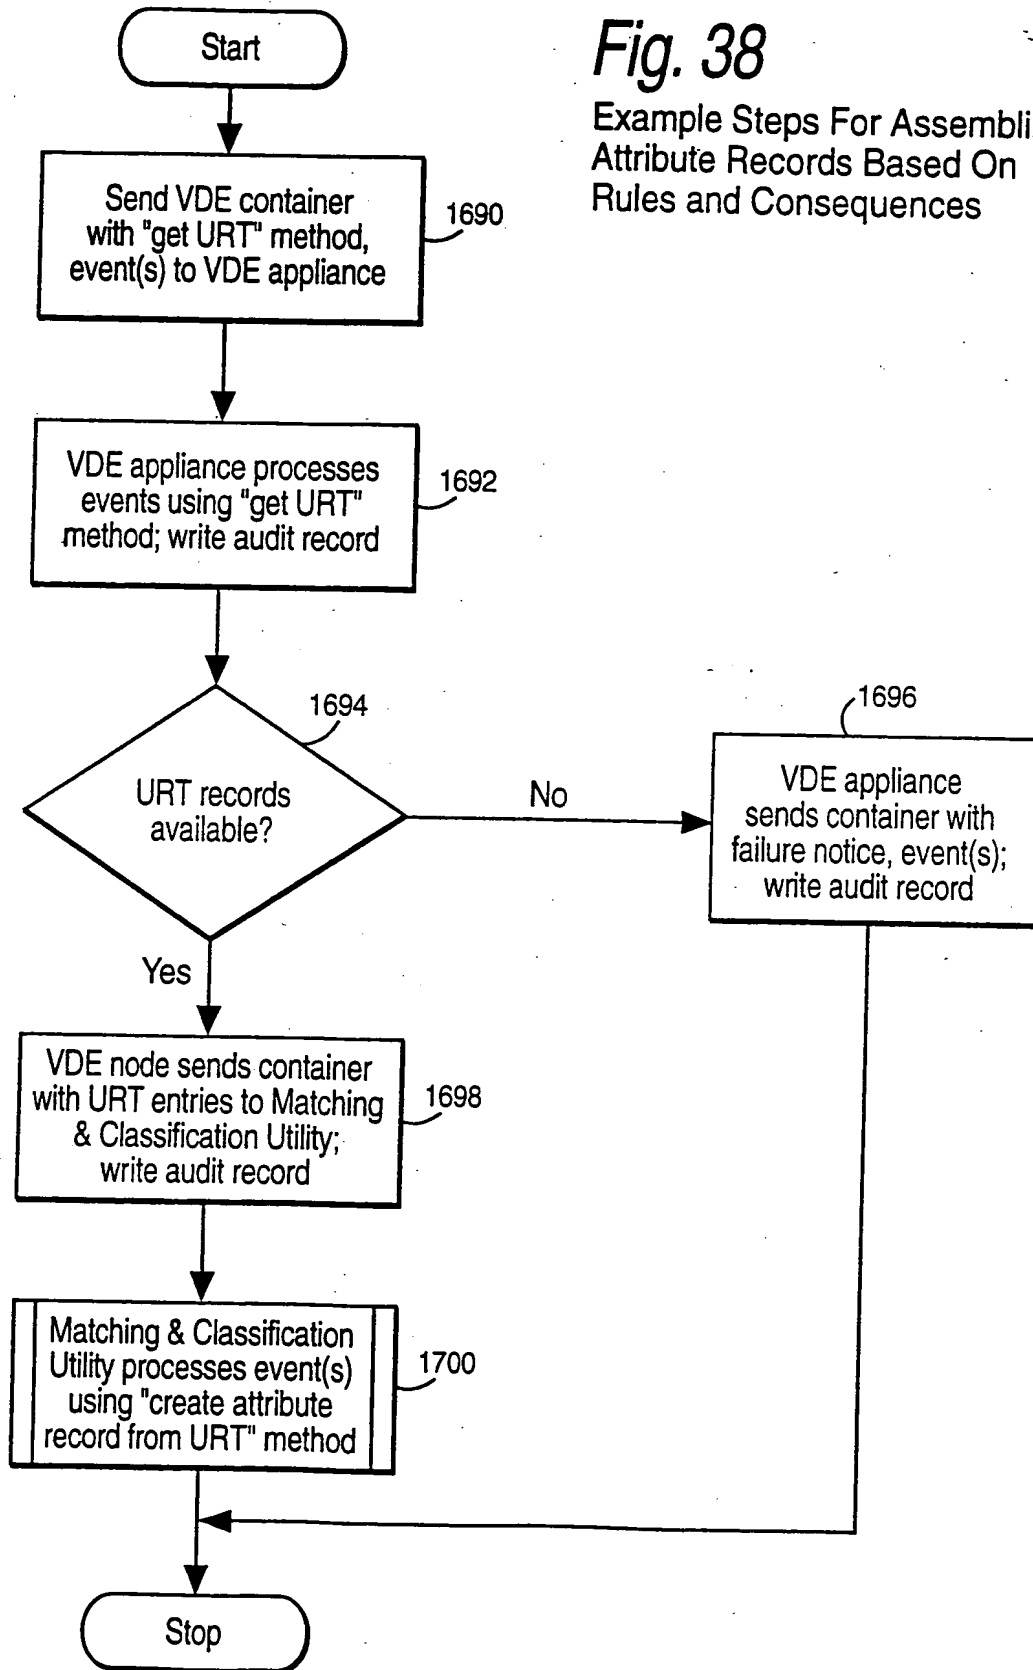 Start
Fig. 38
Example Steps For Assembli
Attribute Records Based On
Rules and Consequences
Send VDE container
with "get URT" method,
event(s) to VDE appliance
1690
VDE appliance processes
events using "get URT"
method; write audit record
1692
1694
URT records
available?
No
Yes
1696
VDE appliance
sends container with
failure notice, event(s);
write audit record
VDE node sends container
with URT entries to Matching
& Classification Utility;
write audit record
1698
Matching & Classification
Utility processes event(s)
using "create attribute
record from URT" method
1700
Stop